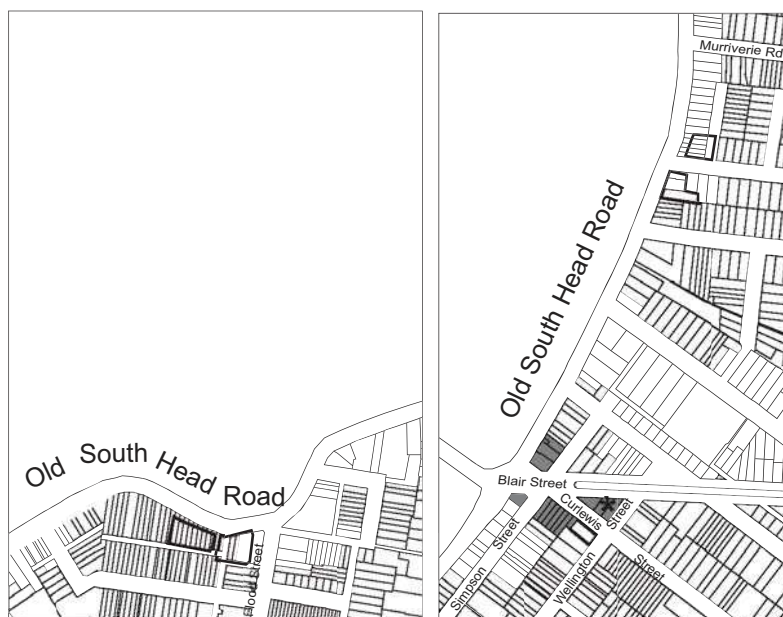 Old South Head Road
Flood Street
Murriverie Rd
Old South Head Road
Blair Street
Curlewis
Street
Simpson
Street
Wellington
Street